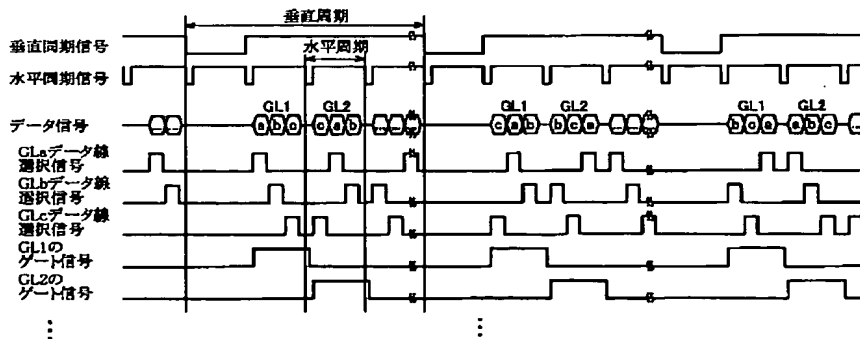 垂直周期
垂直同期信号
水平周期
水平同期信号
GL1 GL2 GL1 GL2 GL1 GL2
データ信号 a b c c a b c a b b c a b c a a b c
GLaデータ線
選択信号
GLbデータ線
選択信号
GLcデータ線
選択信号
GL1の
ゲート信号
GL2の
ゲート信号